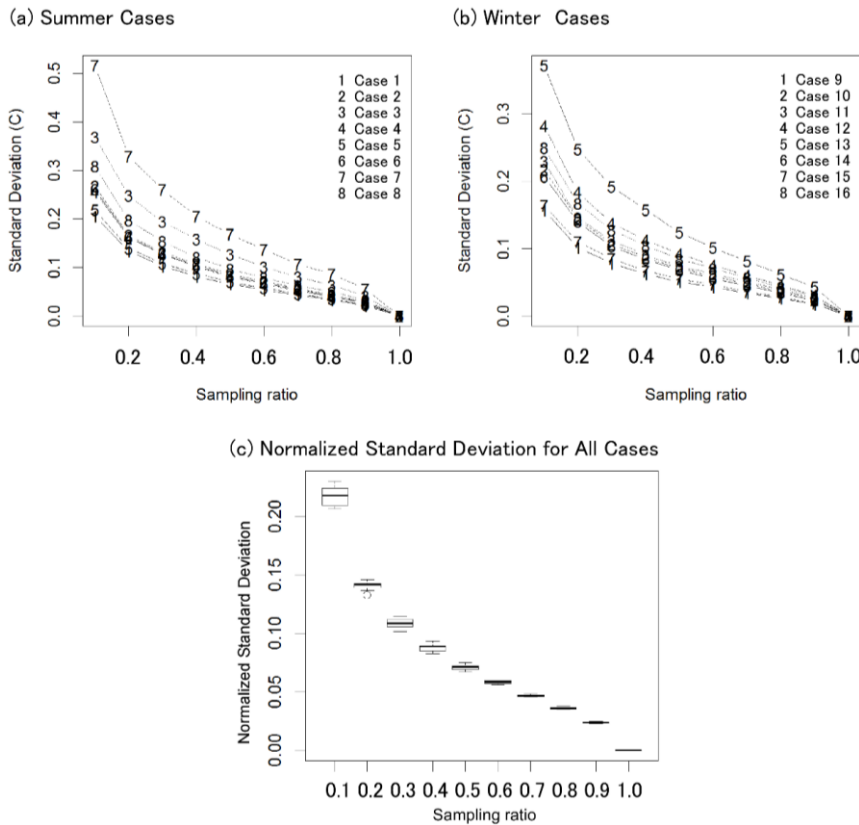 (a) Summer Cases
Standard Deviation (C)
0.5
0.4
0.3
0.2
0.1
0.0
1 Case 1
2 Case 2
3 Case 3
4 Case 4
5 Case 5
6 Case 6
7 Case 7
8 Case 8
0.2 0.4 0.6 0.8 1.0
Sampling ratio
(b) Winter Cases
Standard Deviation (C)
0.3
0.2
0.1
0.0
1 Case 9
2 Case 10
3 Case 11
4 Case 12
5 Case 13
6 Case 14
7 Case 15
8 Case 16
0.2 0.4 0.6 0.8 1.0
Sampling ratio
(c) Normalized Standard Deviation for All Cases
Normalized Standard Deviation
0.20
0.15
0.10
0.05
0.00
0.1 0.2 0.3 0.4 0.5 0.6 0.7 0.8 0.9 1.0
Sampling ratio